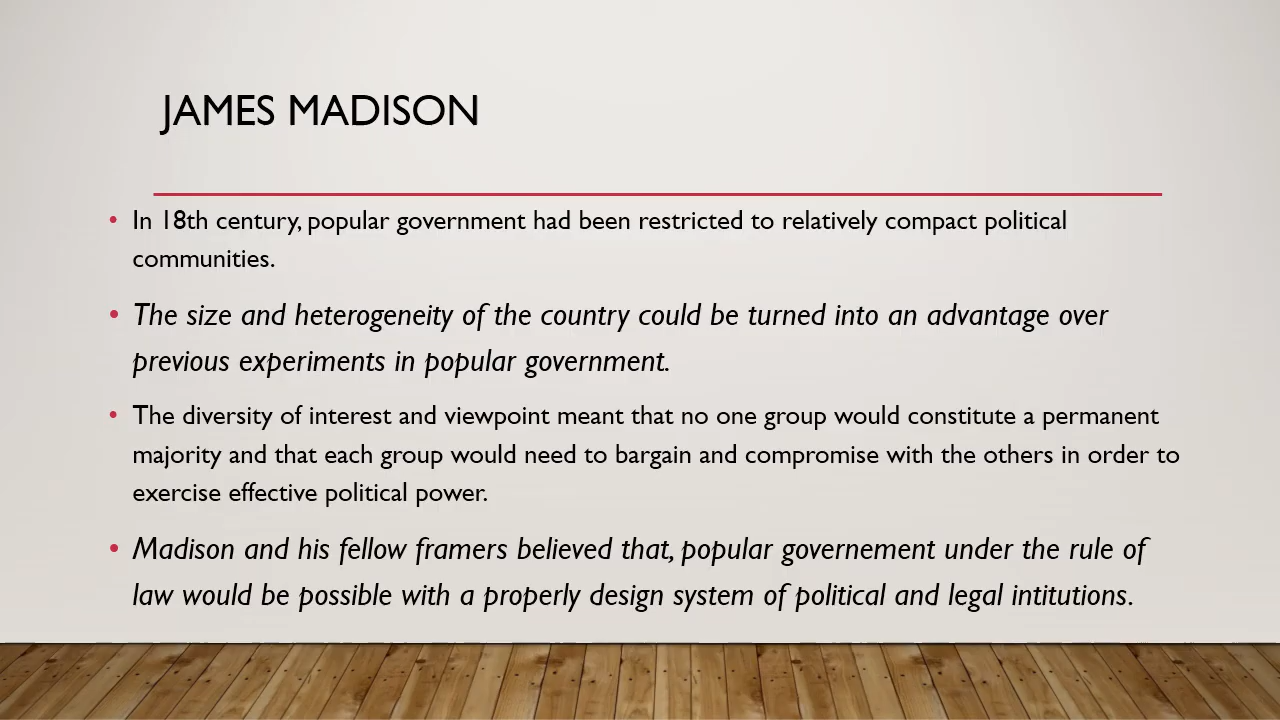 JAMES MADISON
• In 18th century, popular government had been restricted to relatively compact political
communities.
• The size and heterogeneity of the country could be turned into an advantage over
previous experiments in popular government.
• The diversity of interest and viewpoint meant that no one group would constitute a permanent
majority and that each group would need to bargain and compromise with the others in order to
exercise effective political power.
• Madison and his fellow framers believed that, popular governement under the rule of
law would be possible with a properly design system of political and legal intitutions.